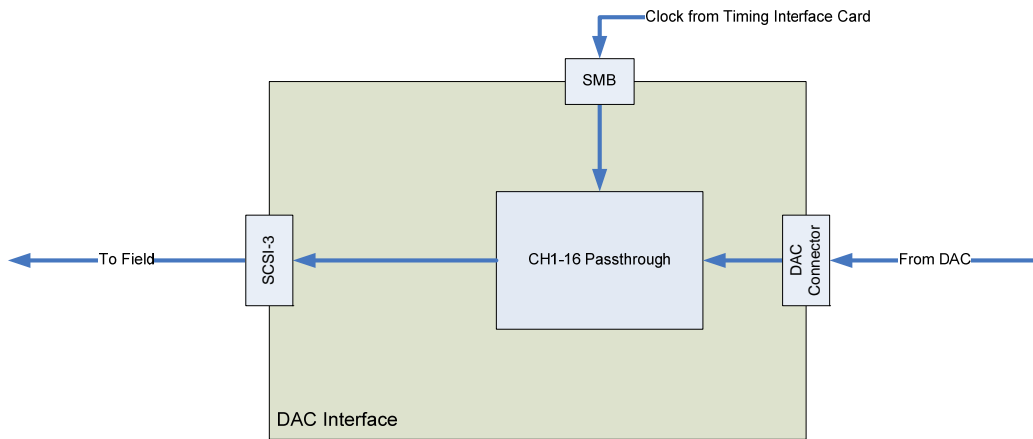 Clock from Timing Interface Card
SMB
SCSI-3
To Field
CH1-16 Passthrough
DAC
Connector
From DAC
DAC Interface